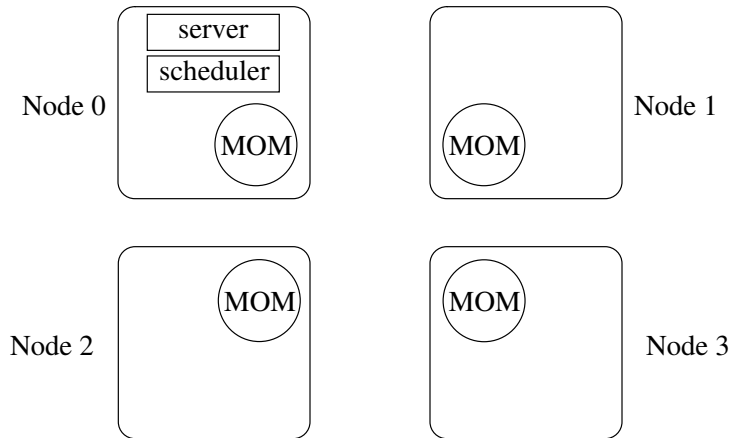 server
scheduler
Node 0
MOM
MOM
Node 1
Node 2
MOM
MOM
Node 3